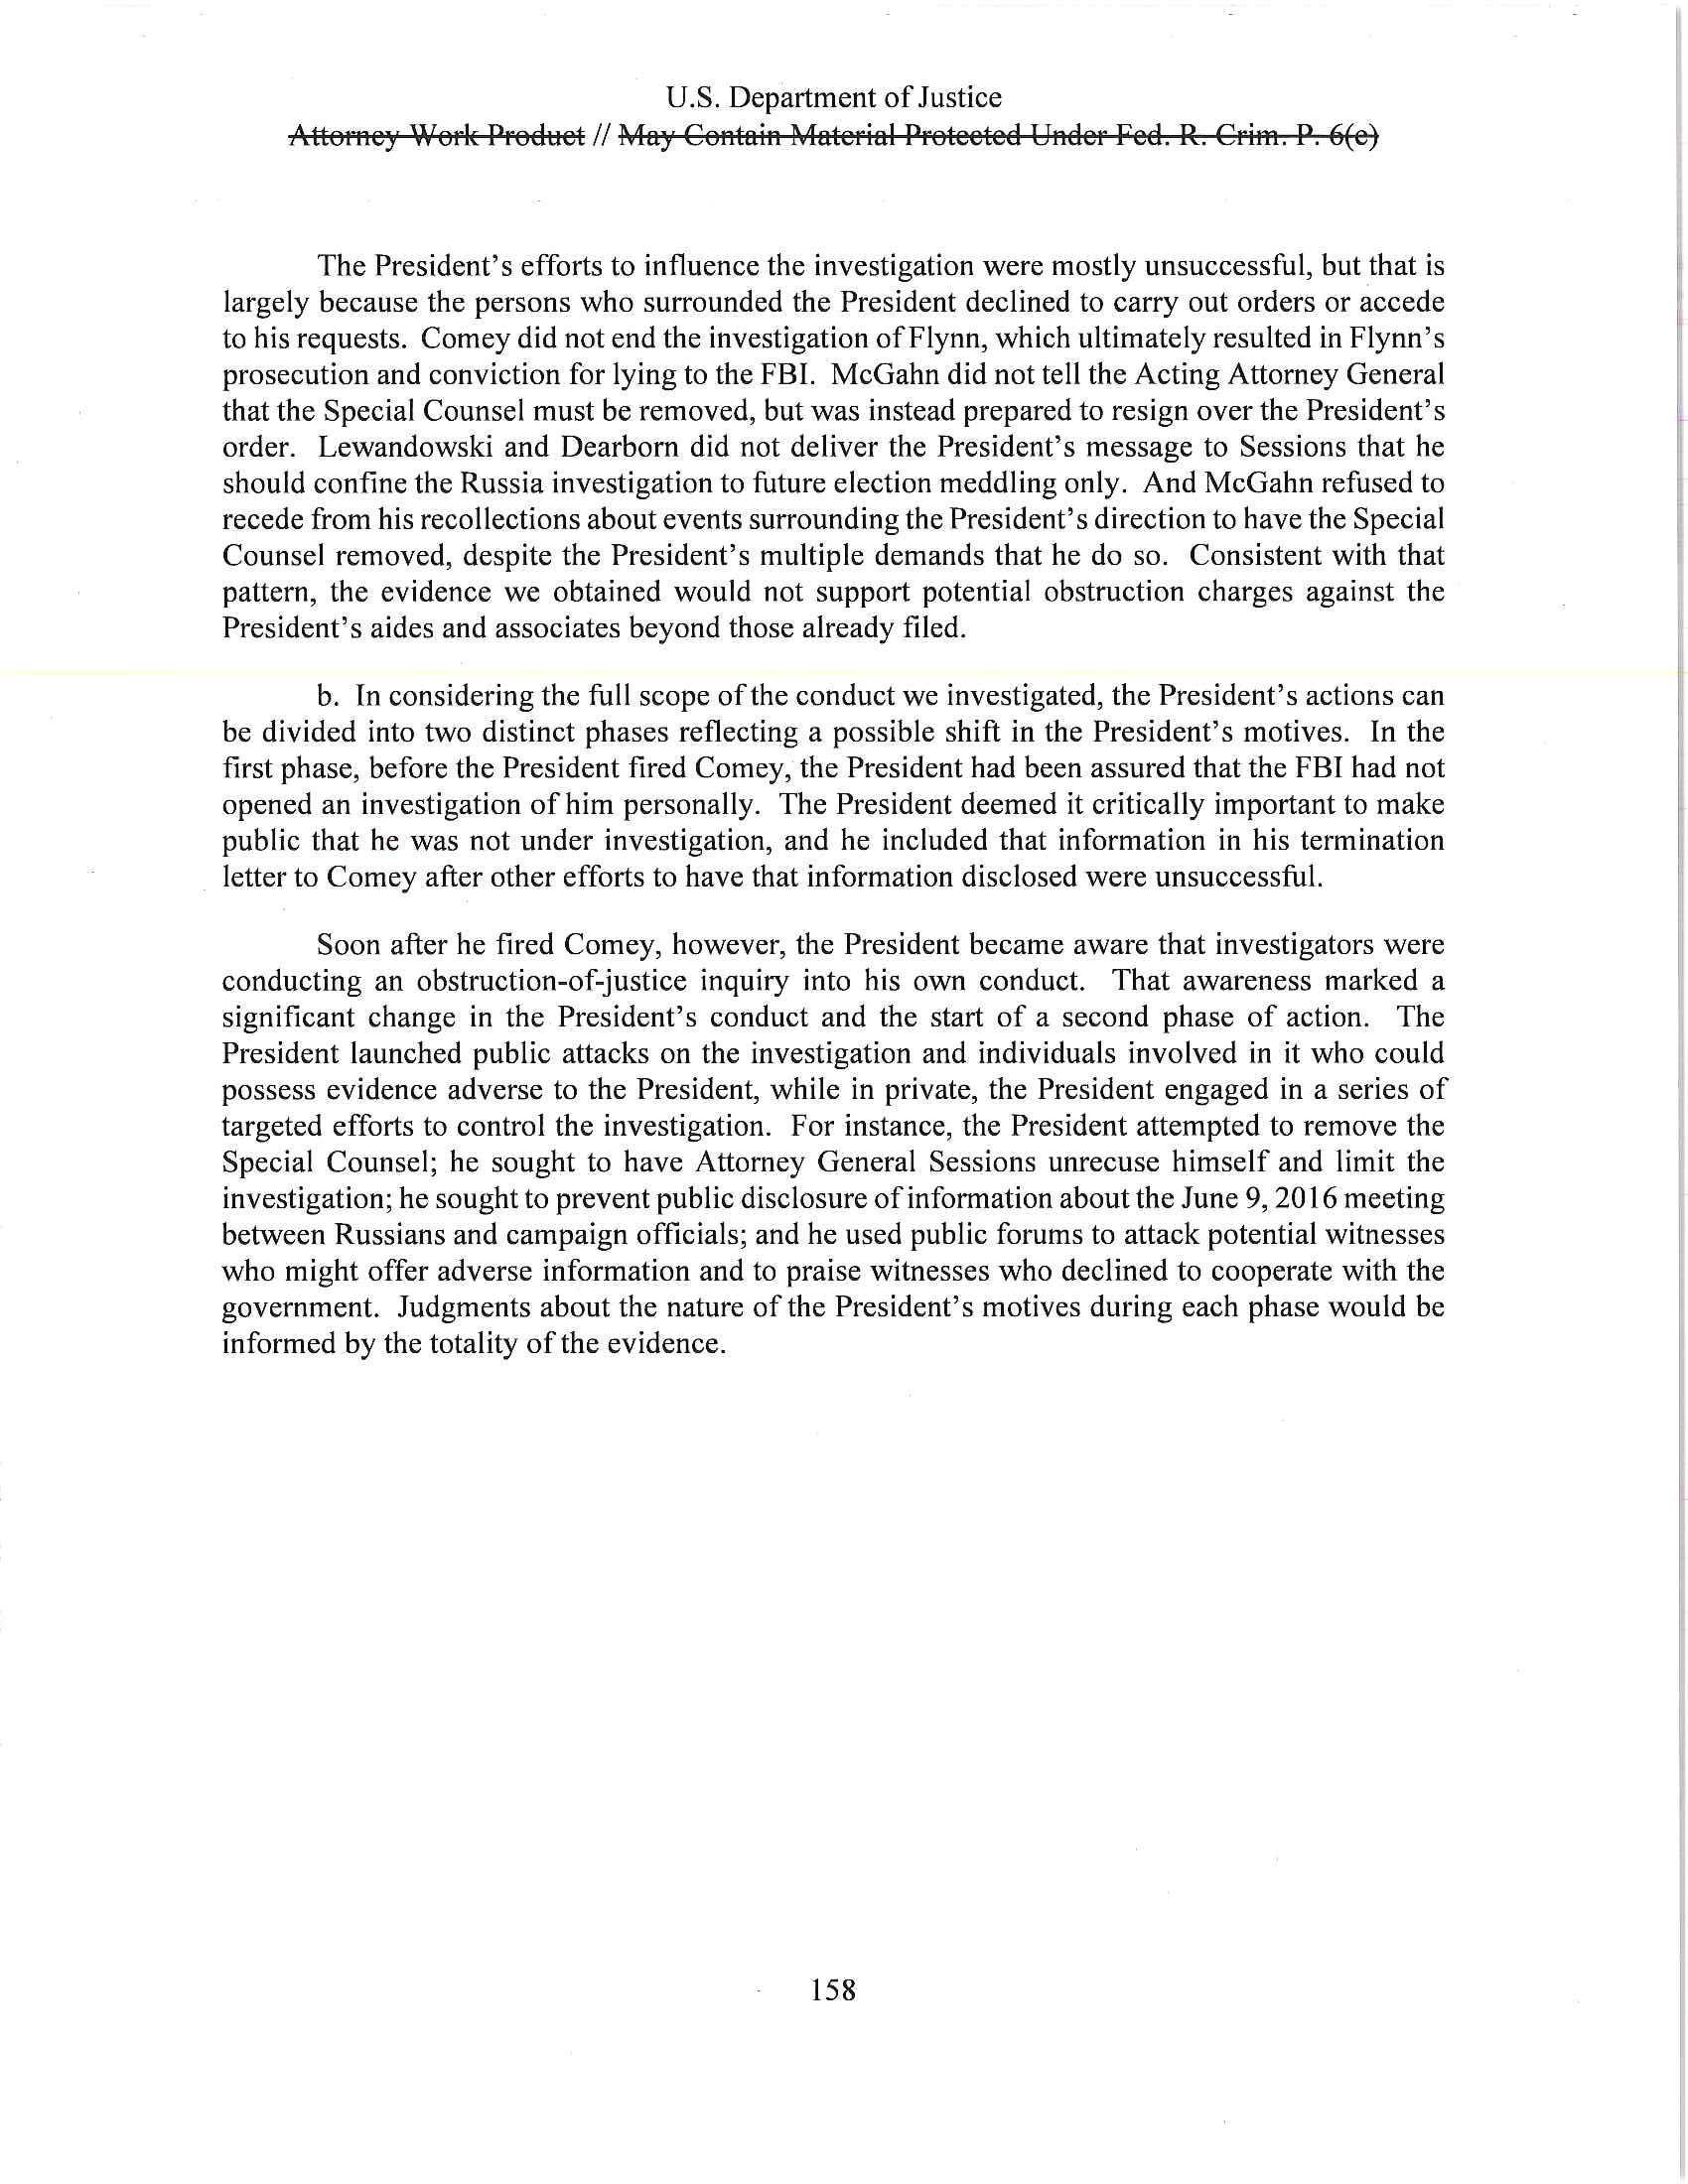 U.S. Department of Justice
Attorney Work Product // May Contain Material Protected Under Fed. R. Crim. P. 6(e)
The President's efforts to influence the investigation were mostly unsuccessful, but that is
largely because the persons who surrounded the President declined to carry out orders or accede
to his requests. Comey did not end the investigation of Flynn, which ultimately resulted in Flynn's
prosecution and conviction for lying to the FBI. McGahn did not tell the Acting Attorney General
that the Special Counsel must be removed, but was instead prepared to resign over the President's
order. Lewandowski and Dearborn did not deliver the President's message to Sessions that he
should confine the Russia investigation to future election meddling only. And McGahn refused to
recede from his recollections about events surrounding the President's direction to have the Special
Counsel removed, despite the President's multiple demands that he do so. Consistent with that
pattern, the evidence we obtained would not support potential obstruction charges against the
President's aides and associates beyond those already filed.
b. In considering the full scope of the conduct we investigated, the President's actions can
be divided into two distinct phases reflecting a possible shift in the President's motives. In the
first phase, before the President fired Comey, the President had been assured that the FBI had not
opened an investigation of him personally. The President deemed it critically important to make
public that he was not under investigation, and he included that information in his termination
letter to Comey after other efforts to have that information disclosed were unsuccessful.
Soon after he fired Comey, however, the President became aware that investigators were
conducting an obstruction-of-justice inquiry into his own conduct. That awareness marked a
significant change in the President's conduct and the start of a second phase of action. The
President launched public attacks on the investigation and individuals involved in it who could
possess evidence adverse to the President, while in private, the President engaged in a series of
targeted efforts to control the investigation. For instance, the President attempted to remove the
Special Counsel; he sought to have Attorney General Sessions unrecuse himself and limit the
investigation; he sought to prevent public disclosure of information about the June 9, 2016 meeting
between Russians and campaign officials; and he used public forums to attack potential witnesses
who might offer adverse information and to praise witnesses who declined to cooperate with the
government. Judgments about the nature of the President's motives during each phase would be
informed by the totality of the evidence.
158